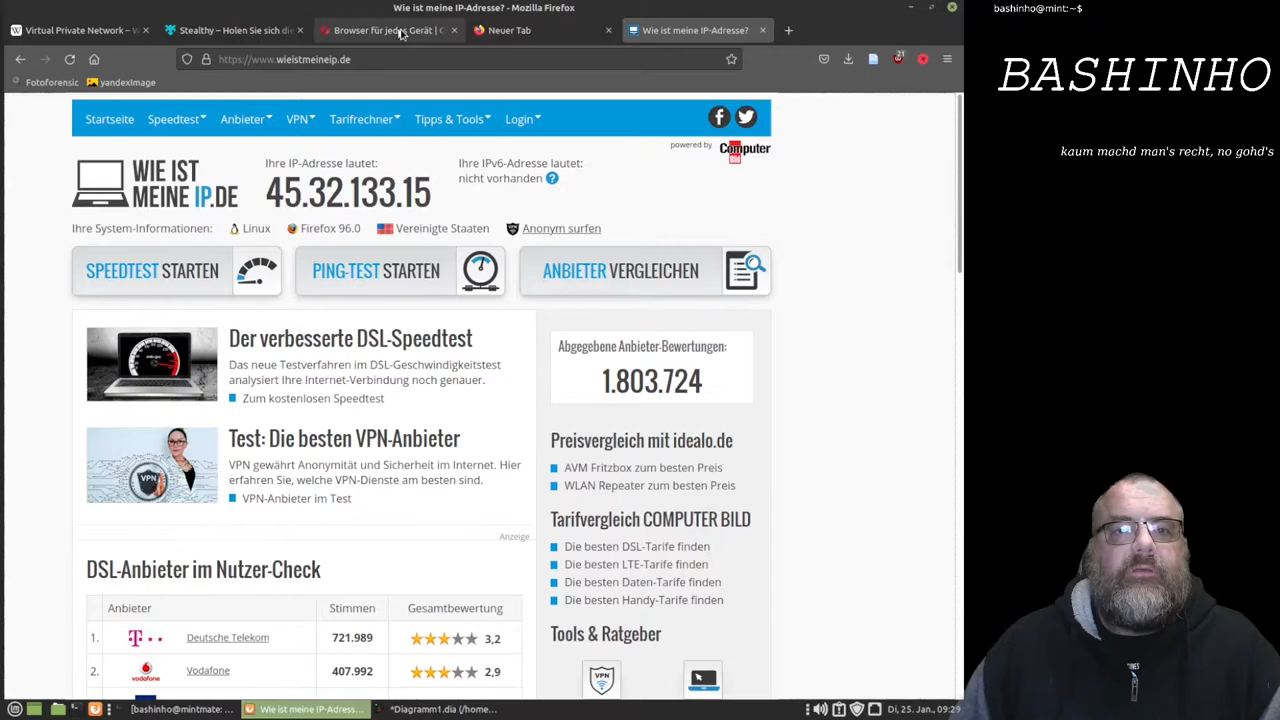 Wie ist meine IP-Adresse? - Mozilla Firefox
bashinho@mint:~$
Virtual Private Network – W
Stealthy – Holen Sie sich die
Browser für jedes Gerät | O
Neuer Tab
Wie ist meine IP-Adresse?
https://www.wieistmeineip.de
21
Fotoforensic
yandexImage
BASHINHO
kaum machd man's recht, no gohd's
Startseite
Speedtest
Anbieter
VPN
Tarifrechner
Tipps & Tools
Login
powered by
Computer
Bild
WIE IST
MEINE IP.DE
Ihre IP-Adresse lautet:
45.32.133.15
Ihre IPv6-Adresse lautet:
nicht vorhanden
Ihre System-Informationen:
Linux
Firefox 96.0
Vereinigte Staaten
VPN
Anonym surfen
SPEEDTEST STARTEN
PING-TEST STARTEN
ANBIETER VERGLEICHEN
Der verbesserte DSL-Speedtest
Das neue Testverfahren im DSL-Geschwindigkeitstest
analysiert Ihre Internet-Verbindung noch genauer.
Zum kostenlosen Speedtest
VPN
Test: Die besten VPN-Anbieter
VPN gewährt Anonymität und Sicherheit im Internet. Hier
erfahren Sie, welche VPN-Dienste am besten sind.
VPN-Anbieter im Test
Anzeige
DSL-Anbieter im Nutzer-Check
Anbieter
Stimmen
Gesamtbewertung
1.
Deutsche Telekom
721.989
3,2
2.
vodafone
Vodafone
407.992
2,9
Abgegebene Anbieter-Bewertungen:
1.803.724
Preisvergleich mit idealo.de
AVM Fritzbox zum besten Preis
WLAN Repeater zum besten Preis
Tarifvergleich COMPUTER BILD
Die besten DSL-Tarife finden
Die besten LTE-Tarife finden
Die besten Daten-Tarife finden
Die besten Handy-Tarife finden
Tools & Ratgeber
VPN
[bashinho@mintmate: ...
Wie ist meine IP-Adress...
*Diagramm1.dia (/home...
Di, 25. Jan., 09:29